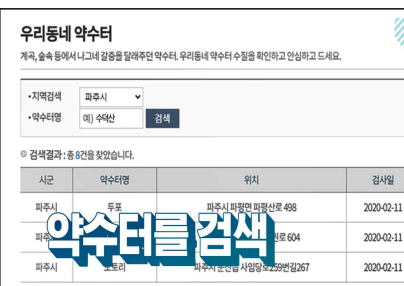 우리동네 약수터
계곡, 숲속 등에서 나그네 갈증을 달래주던 약수터. 우리동네 약수터 수질을 확인하고 안심하고 드세요.
•지역검색 파주시
•약수터명 예) 수덕산 검색
검색결과 : 총 8건을 찾았습니다.
시군 약수터명 위치 검사일
파주시 두포 파주시 파평면 파평산로 498 2020-02-11
604 2020-02-11
약수터를 검색
파주시 파주시 문산읍 사임당로259번길267 2020-02-11